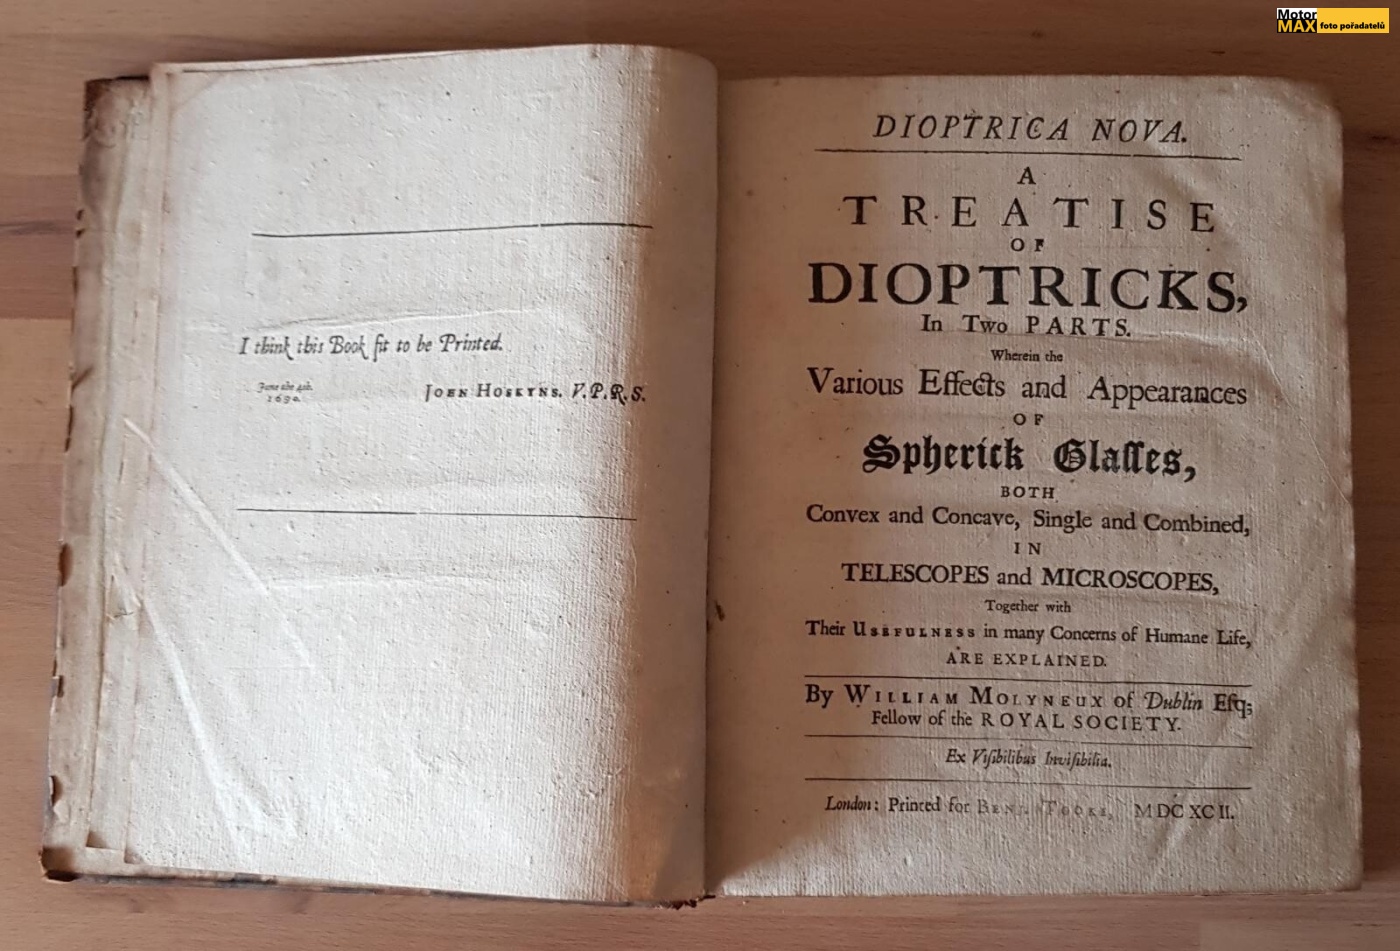 Motor
MAX foto pořadatelů
I think this Book fit to be Printed.
June the 4th.
1690.
JOHN HOSKYNS. V.P.R.S.
DIOPTRICA NOVA.
A
TREATISE
OF
DIOPTRICKS,
In Two PARTS.
Wherein the
Various Effects and Appearances
OF
Spherick Glaſſes,
BOTH
Convex and Concave, Single and Combined,
IN
TELESCOPES and MICROSCOPES,
Together with
Their USEFULNESS in many Concerns of Humane Life,
ARE EXPLAINED.
By WILLIAM MOLYNEUX of Dublin Eſq;
Fellow of the ROYAL SOCIETY.
Ex Viſibilibus Inviſibilia.
London: Printed for BENJ. TOOKE, MDCXCII.